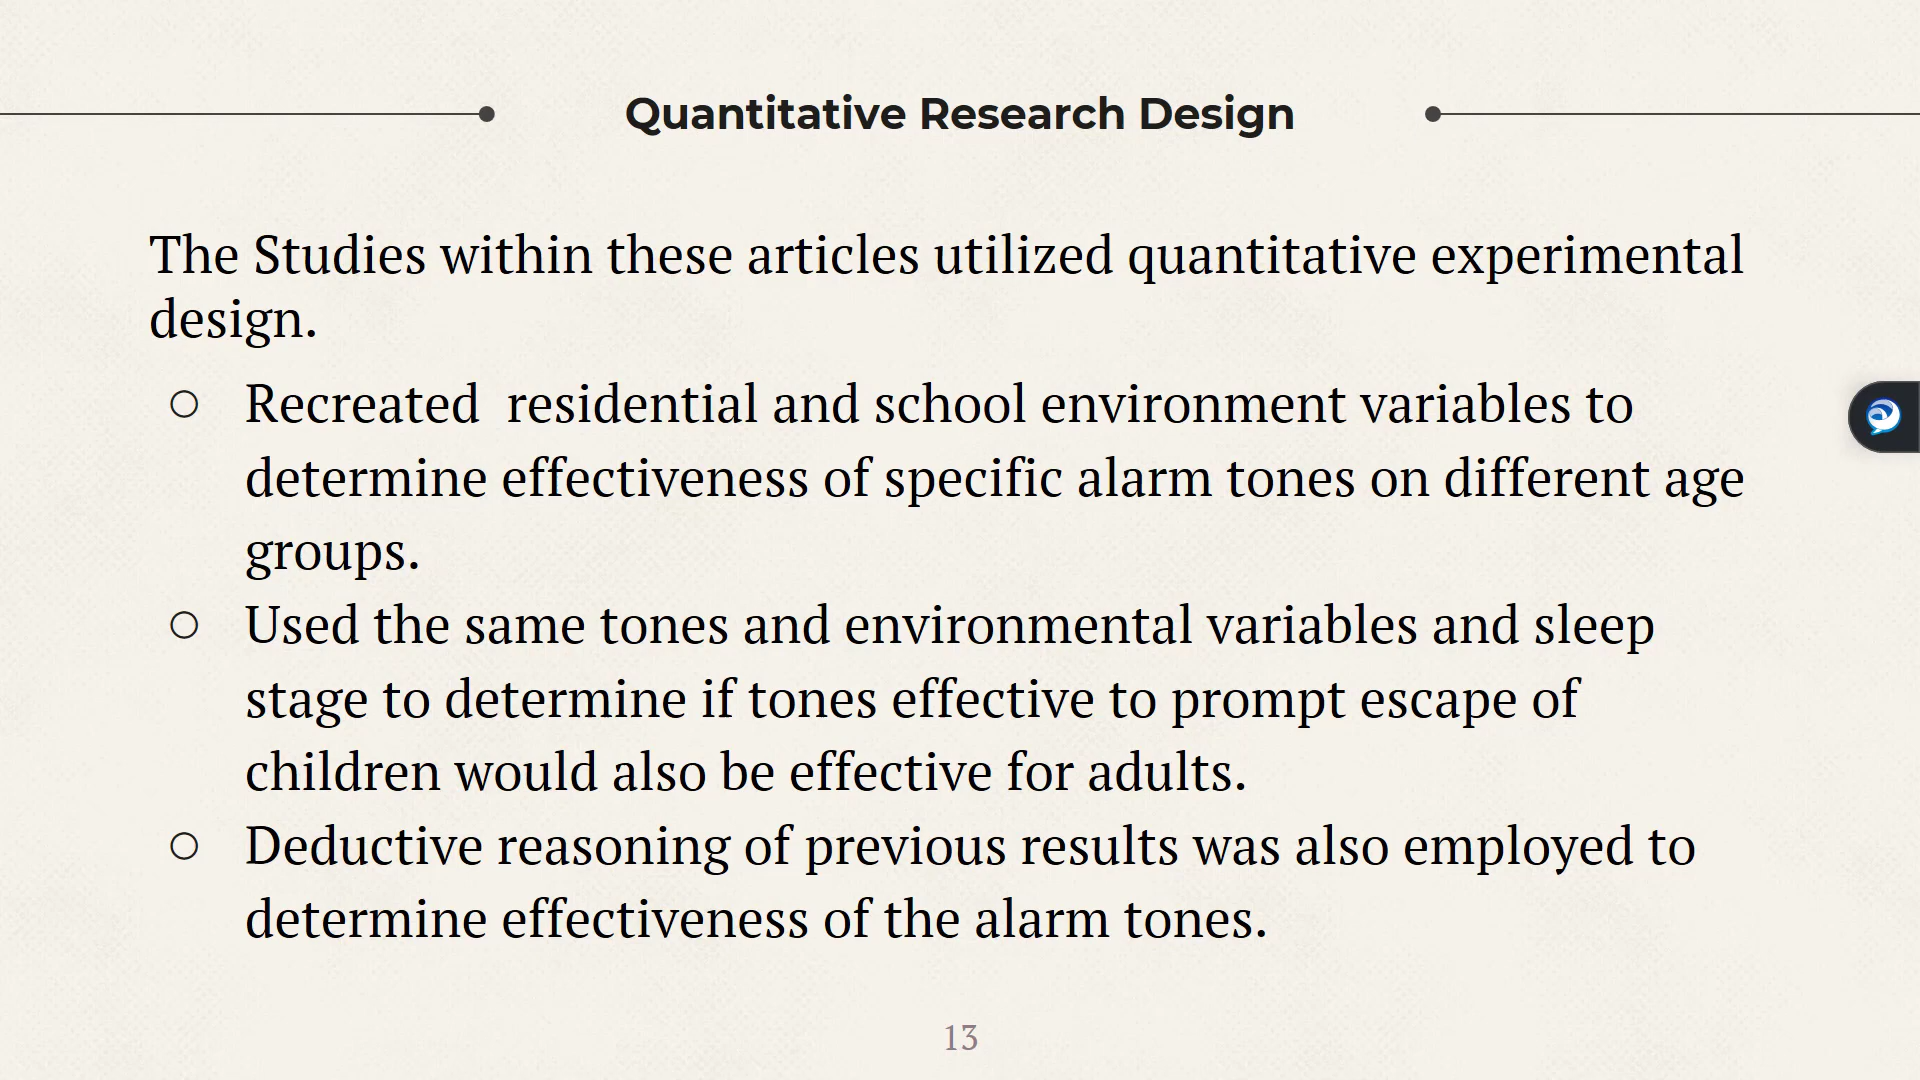 Quantitative Research Design
The Studies within these articles utilized quantitative experimental
design.
○ Recreated  residential and school environment variables to
determine effectiveness of specific alarm tones on different age
groups.
○ Used the same tones and environmental variables and sleep
stage to determine if tones effective to prompt escape of
children would also be effective for adults.
○ Deductive reasoning of previous results was also employed to
determine effectiveness of the alarm tones.
13